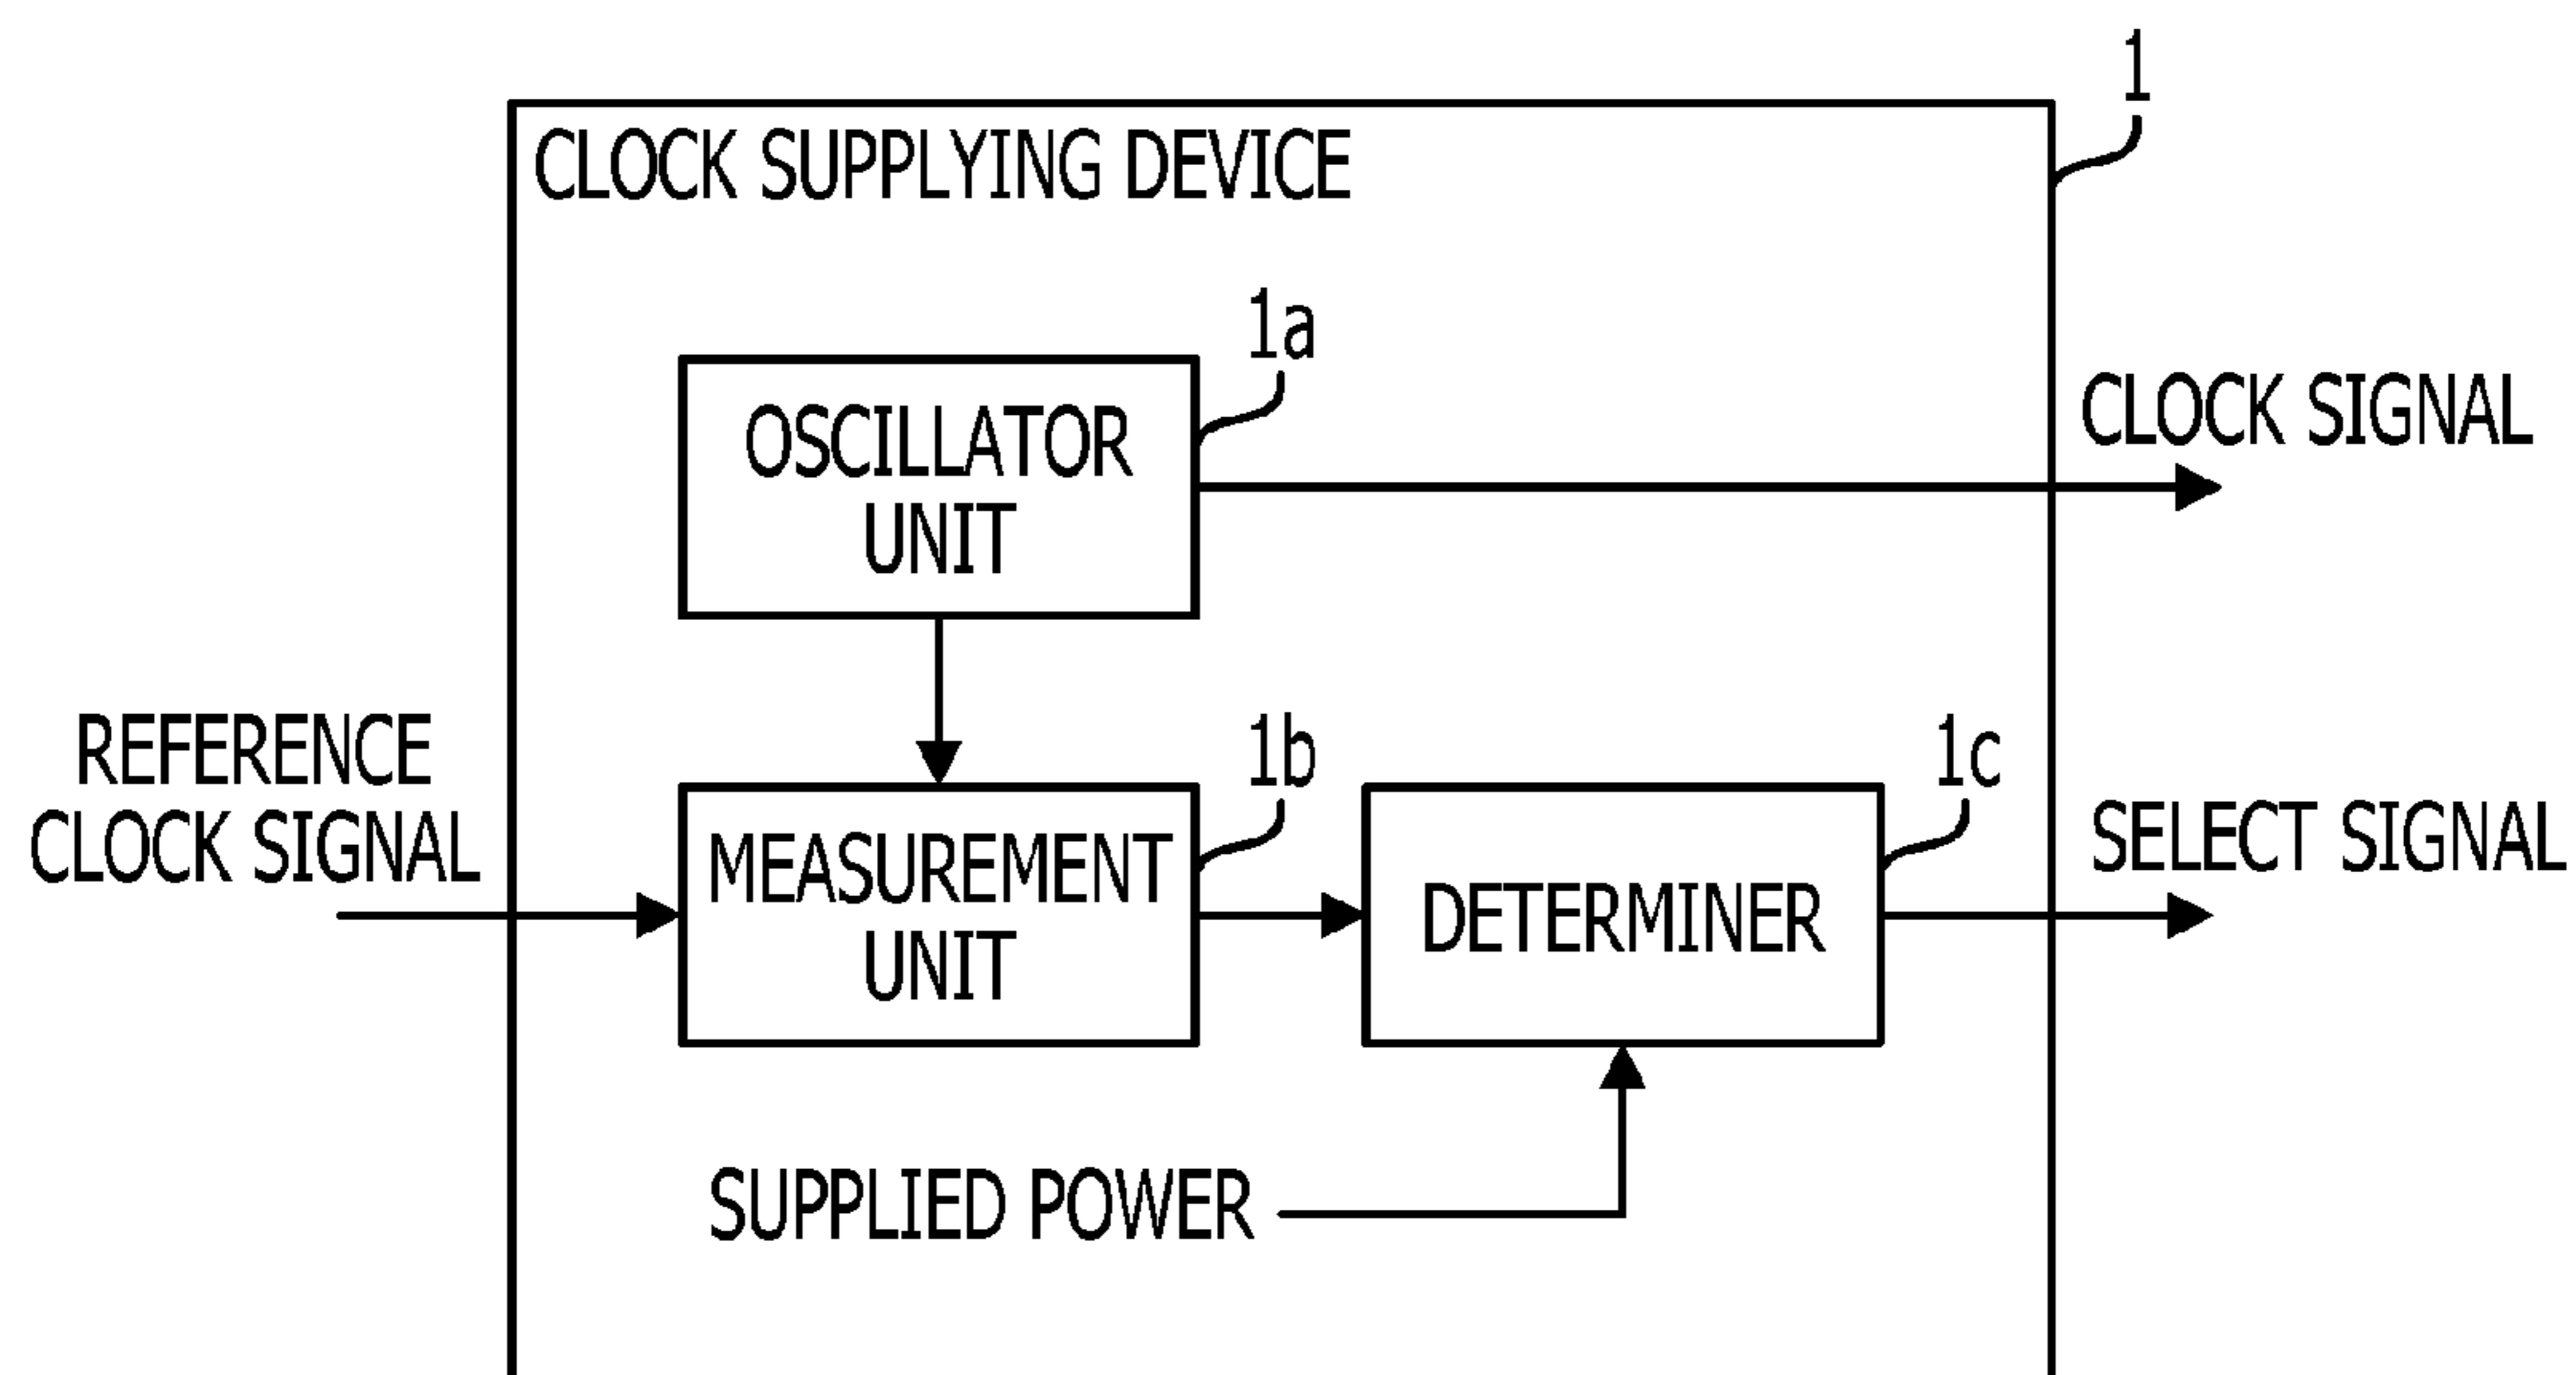 1
CLOCK SUPPLYING DEVICE
1a
OSCILLATOR
UNIT
CLOCK SIGNAL
REFERENCE
CLOCK SIGNAL
1b
MEASUREMENT
UNIT
1c
DETERMINER
SELECT SIGNAL
SUPPLIED POWER